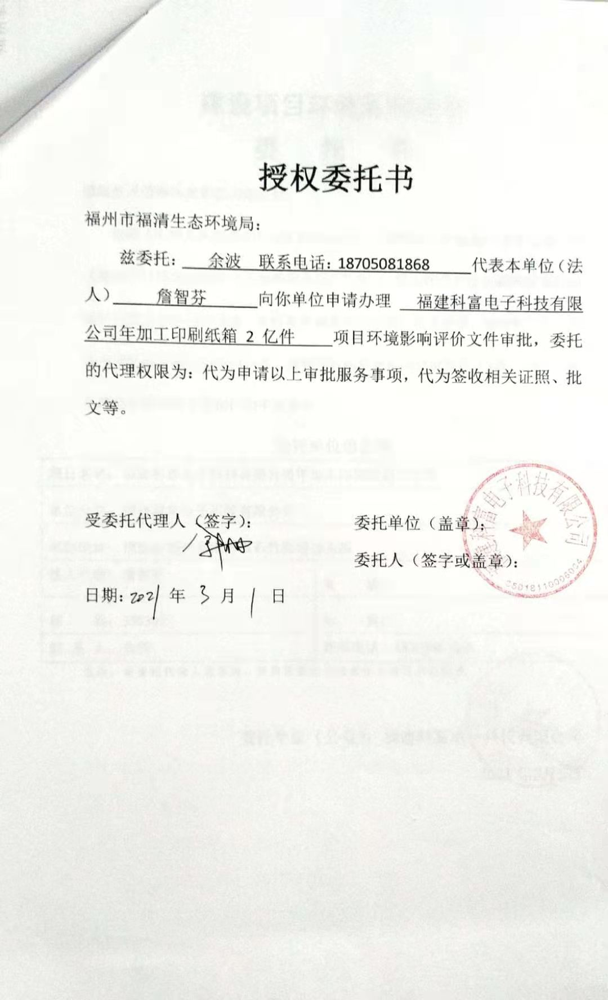 授权委托书
福州市福清生态环境局：
兹委托： 余波 联系电话：18705081868 代表本单位（法
人） 詹智芬 向你单位申请办理 福建科富电子科技有限
公司年加工印刷纸箱 2 亿件 项目环境影响评价文件审批，委托
的代理权限为：代为申请以上审批服务事项，代为签收相关证照、批
文等。
福建科富电子科技有限公司
受委托代理人（签字）：
委托单位（盖章）：
委托人（签字或盖章）：
日期：2021 年 3 月 1 日